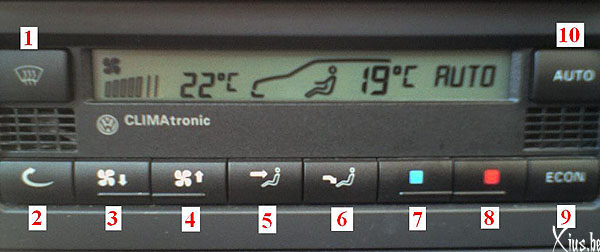 1
10
22°C 19°C AUTO
AUTO
CLIMAtronic
ECON
2 3 4 5 6 7 8 9
Xius.be